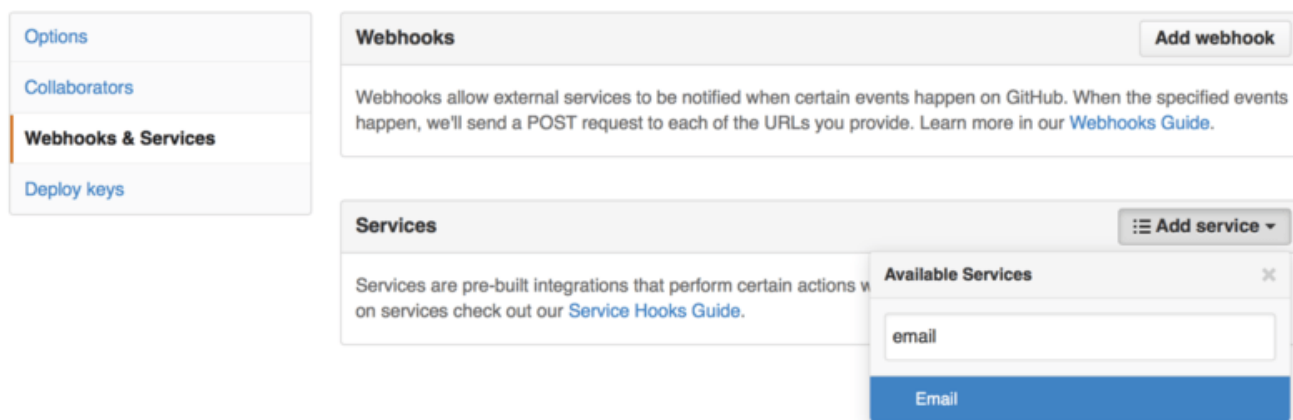 Options
Collaborators
Webhooks & Services
Deploy keys
Webhooks
Add webhook
Webhooks allow external services to be notified when certain events happen on GitHub. When the specified events
happen, we'll send a POST request to each of the URLs you provide. Learn more in our Webhooks Guide.
Services
Add service
Services are pre-built integrations that perform certain actions
on services check out our Service Hooks Guide.
Available Services
email
Email